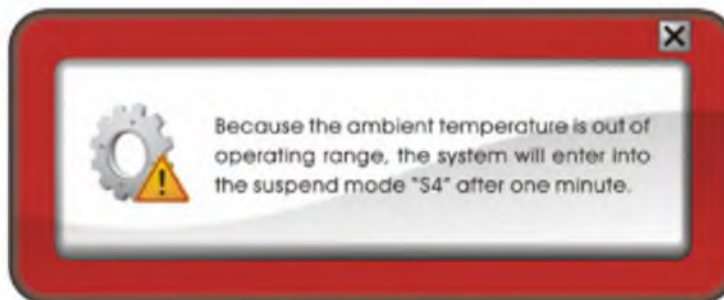 Because the ambient temperature is out of
operating range, the system will enter into
the suspend mode "S4" after one minute.